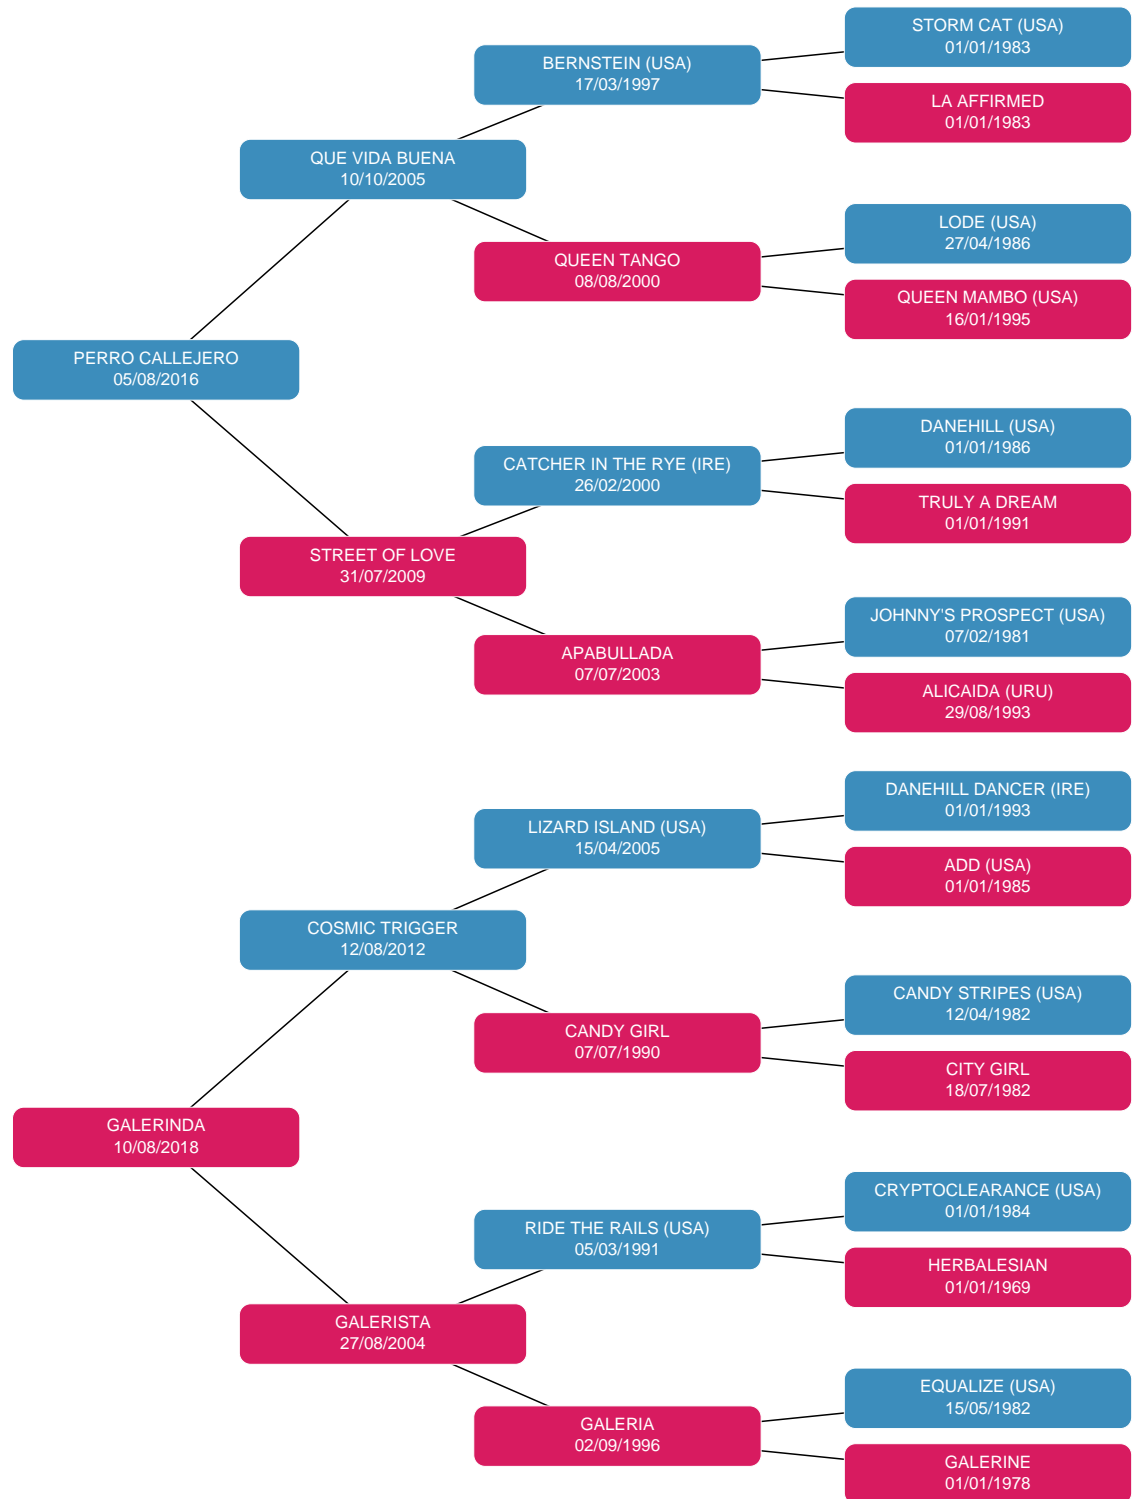 STORM CAT (USA)
01/01/1983
BERNSTEIN (USA)
17/03/1997
LA AFFIRMED
01/01/1983
QUE VIDA BUENA
10/10/2005
LODE (USA)
27/04/1986
QUEEN TANGO
08/08/2000
QUEEN MAMBO (USA)
16/01/1995
PERRO CALLEJERO
05/08/2016
DANEHILL (USA)
01/01/1986
CATCHER IN THE RYE (IRE)
26/02/2000
TRULY A DREAM
01/01/1991
STREET OF LOVE
31/07/2009
JOHNNY'S PROSPECT (USA)
07/02/1981
APABULLADA
07/07/2003
ALICAIDA (URU)
29/08/1993
DANEHILL DANCER (IRE)
01/01/1993
LIZARD ISLAND (USA)
15/04/2005
ADD (USA)
01/01/1985
COSMIC TRIGGER
12/08/2012
CANDY STRIPES (USA)
12/04/1982
CANDY GIRL
07/07/1990
CITY GIRL
18/07/1982
GALERINDA
10/08/2018
CRYPTOCLEARANCE (USA)
01/01/1984
RIDE THE RAILS (USA)
05/03/1991
HERBALESIAN
01/01/1969
GALERISTA
27/08/2004
EQUALIZE (USA)
15/05/1982
GALERIA
02/09/1996
GALERINE
01/01/1978